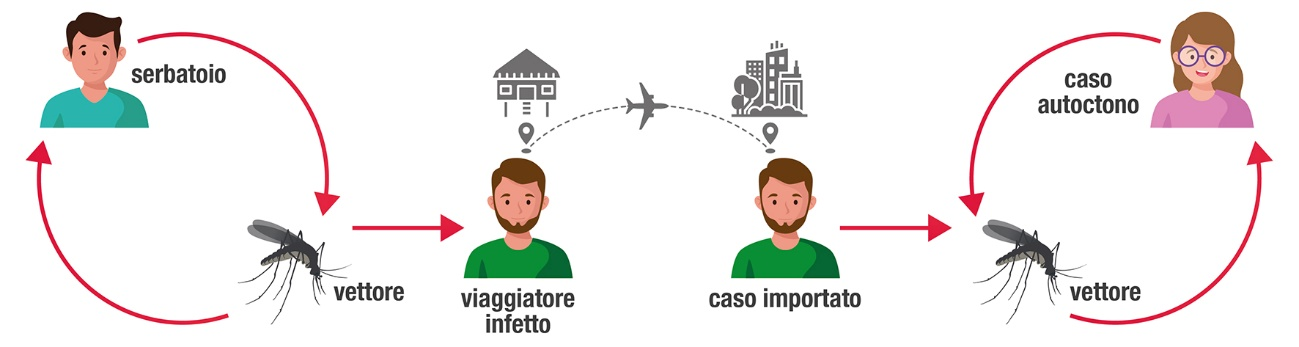 serbatoio
vettore
viaggiatore
infetto
caso importato
caso
autoctono
vettore